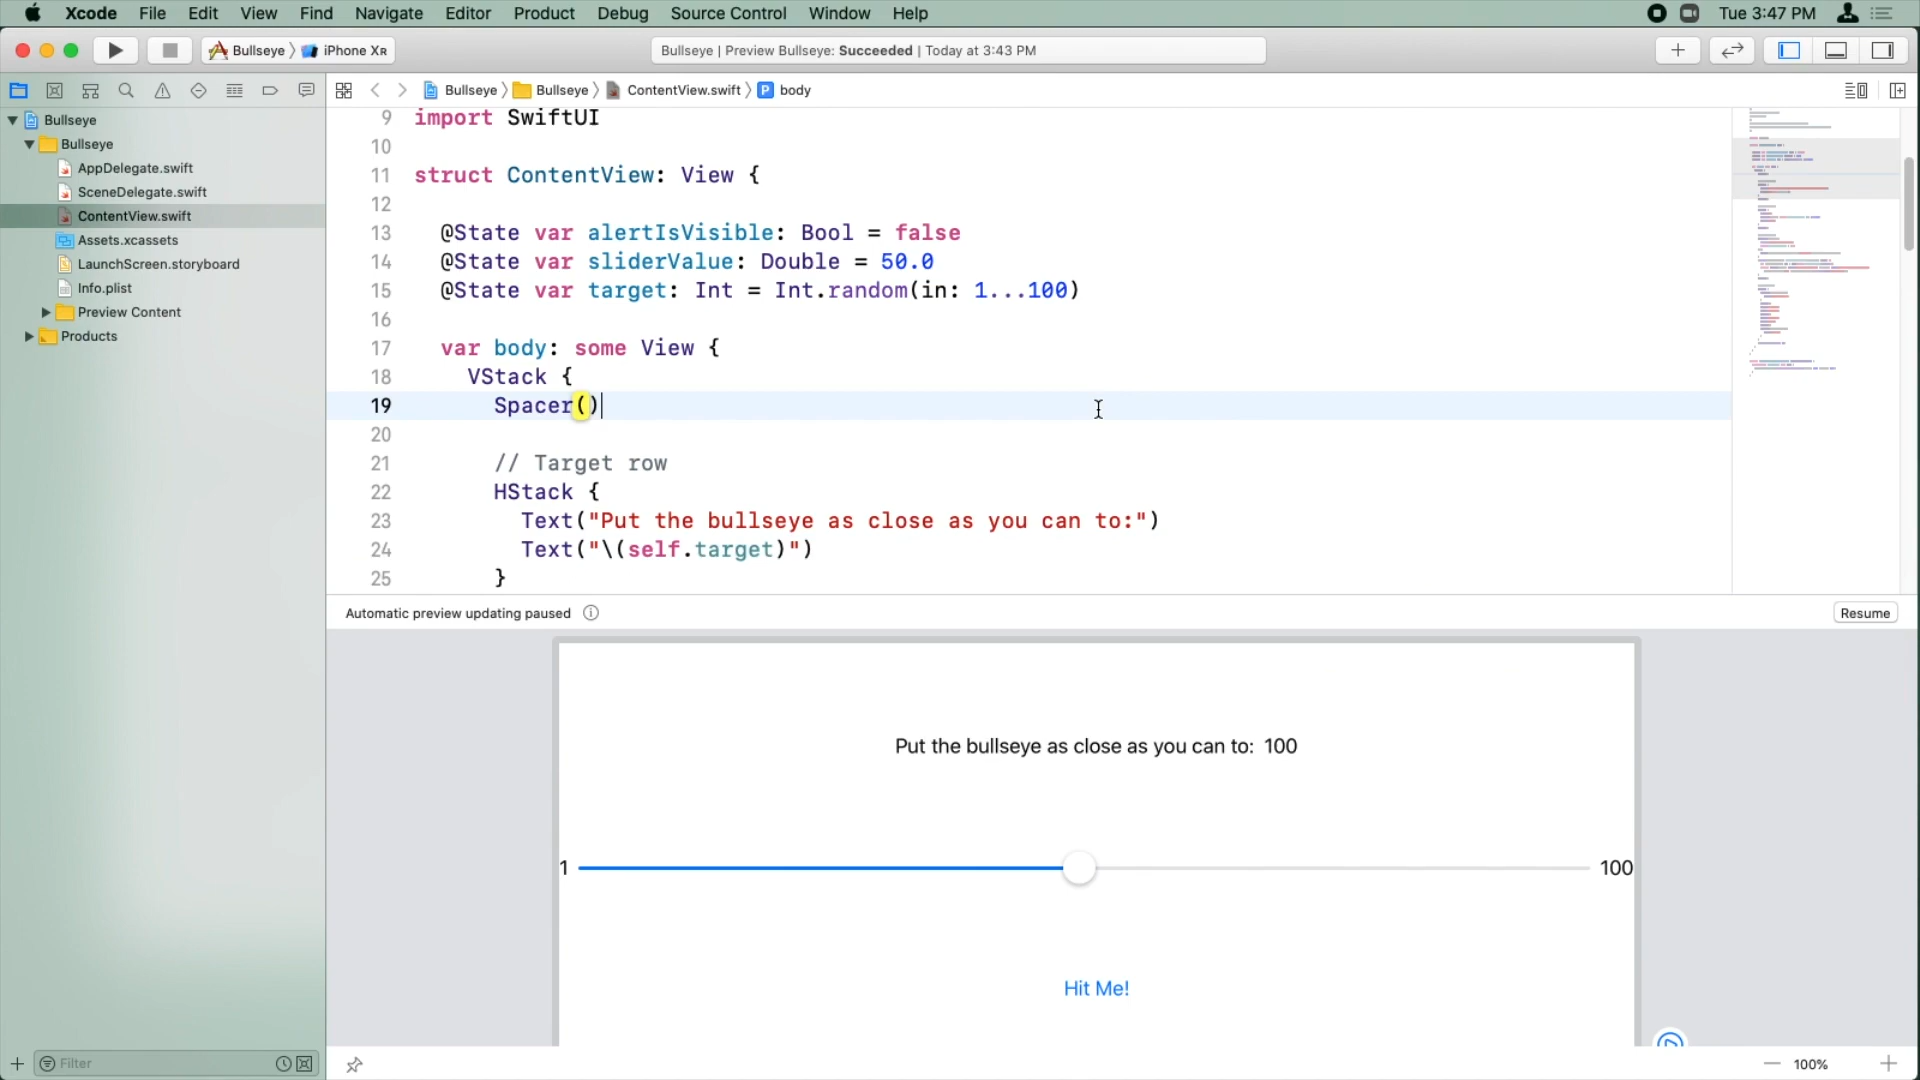 Xcode File Edit View Find Navigate Editor Product Debug Source Control Window Help Tue 3:47 PM
Bullseye 〉 iPhone XR
Bullseye | Preview Bullseye: Succeeded | Today at 3:43 PM
Bullseye 〉 Bullseye 〉 ContentView.swift 〉 P body
Bullseye
Bullseye
AppDelegate.swift
SceneDelegate.swift
ContentView.swift
Assets.xcassets
LaunchScreen.storyboard
Info.plist
Preview Content
Products
9 import SwiftUI
10
11 struct ContentView: View {
12
13 @State var alertIsVisible: Bool = false
14 @State var sliderValue: Double = 50.0
15 @State var target: Int = Int.random(in: 1...100)
16
17 var body: some View {
18 VStack {
19 Spacer()
20
21 // Target row
22 HStack {
23 Text("Put the bullseye as close as you can to:")
24 Text("\(self.target)")
25 }
Automatic preview updating paused
Resume
Put the bullseye as close as you can to: 100
1 100
Hit Me!
Filter
100%